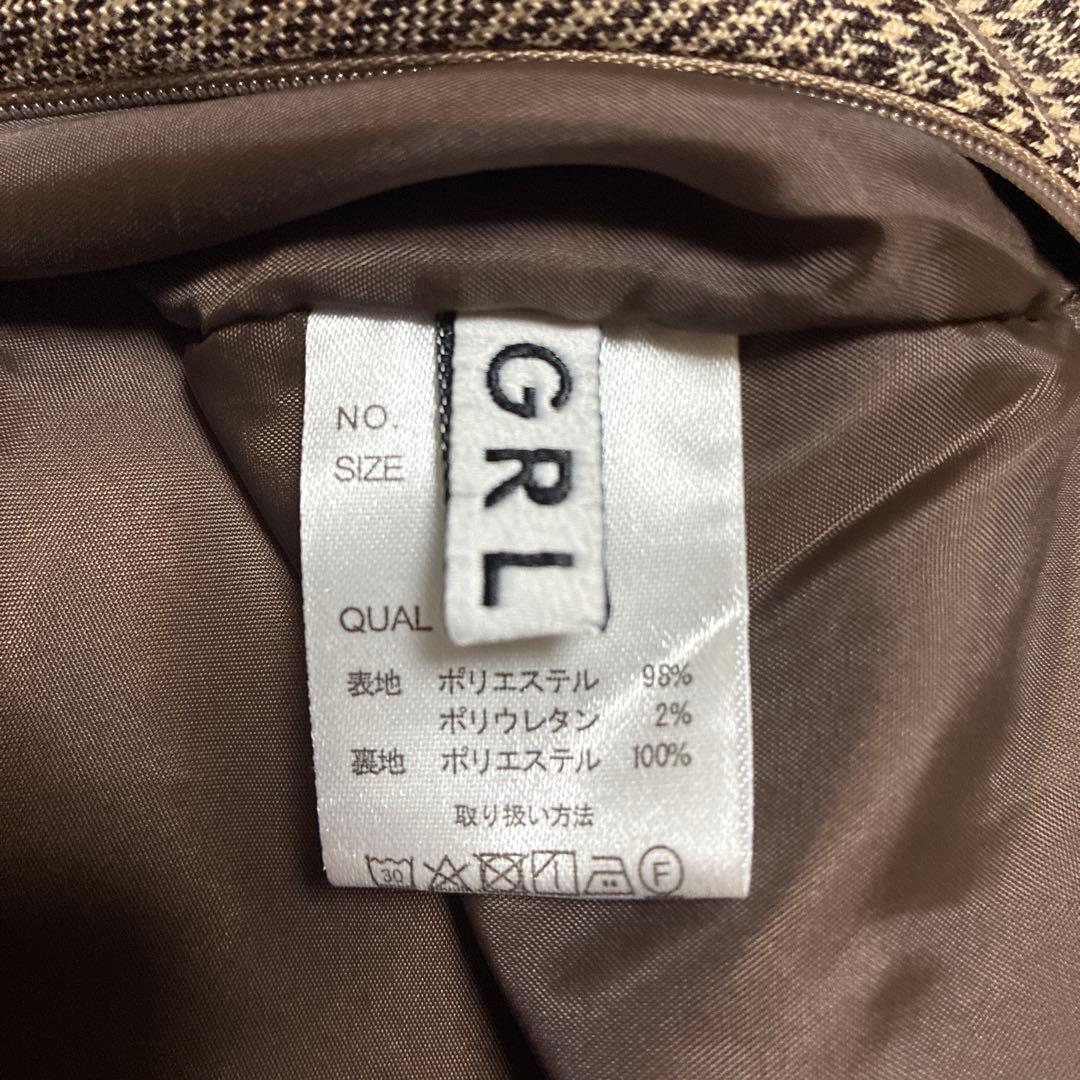 GRL
NO.
SIZE
QUAL
表地 ポリエステル 98%
ポリウレタン 2%
裏地 ポリエステル 100%
取り扱い方法
30 F